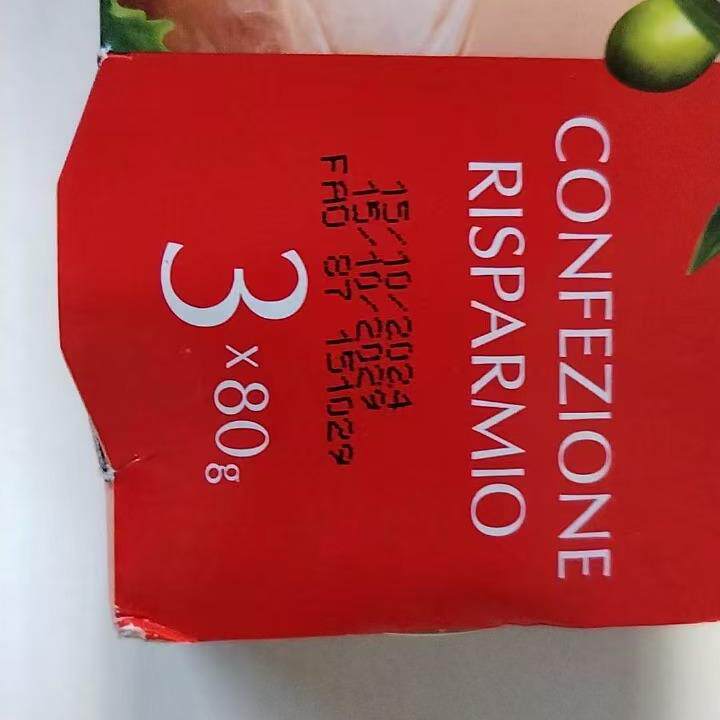 CONFEZIONE
RISPARMIO
15/10/2024
15/10/2029
FAO 87 151029
3 x 80g